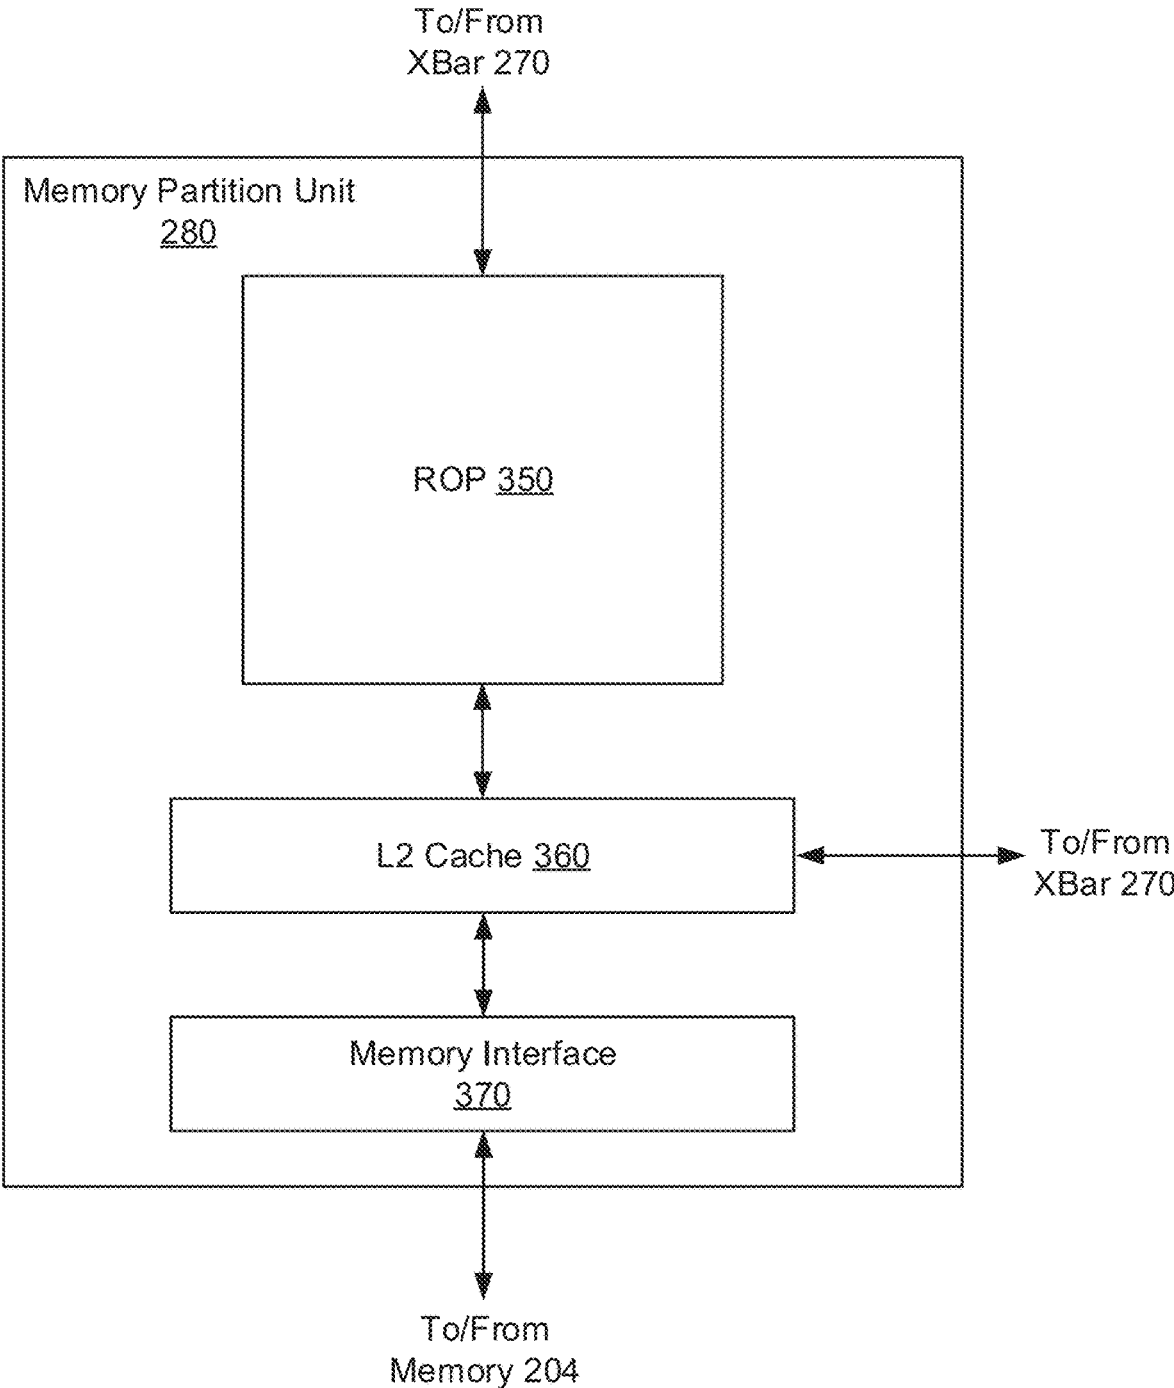 To/From
XBar 270
Memory Partition Unit
280
ROP 350
L2 Cache 360
To/From
XBar 270
Memory Interface
370
To/From
Memory 204